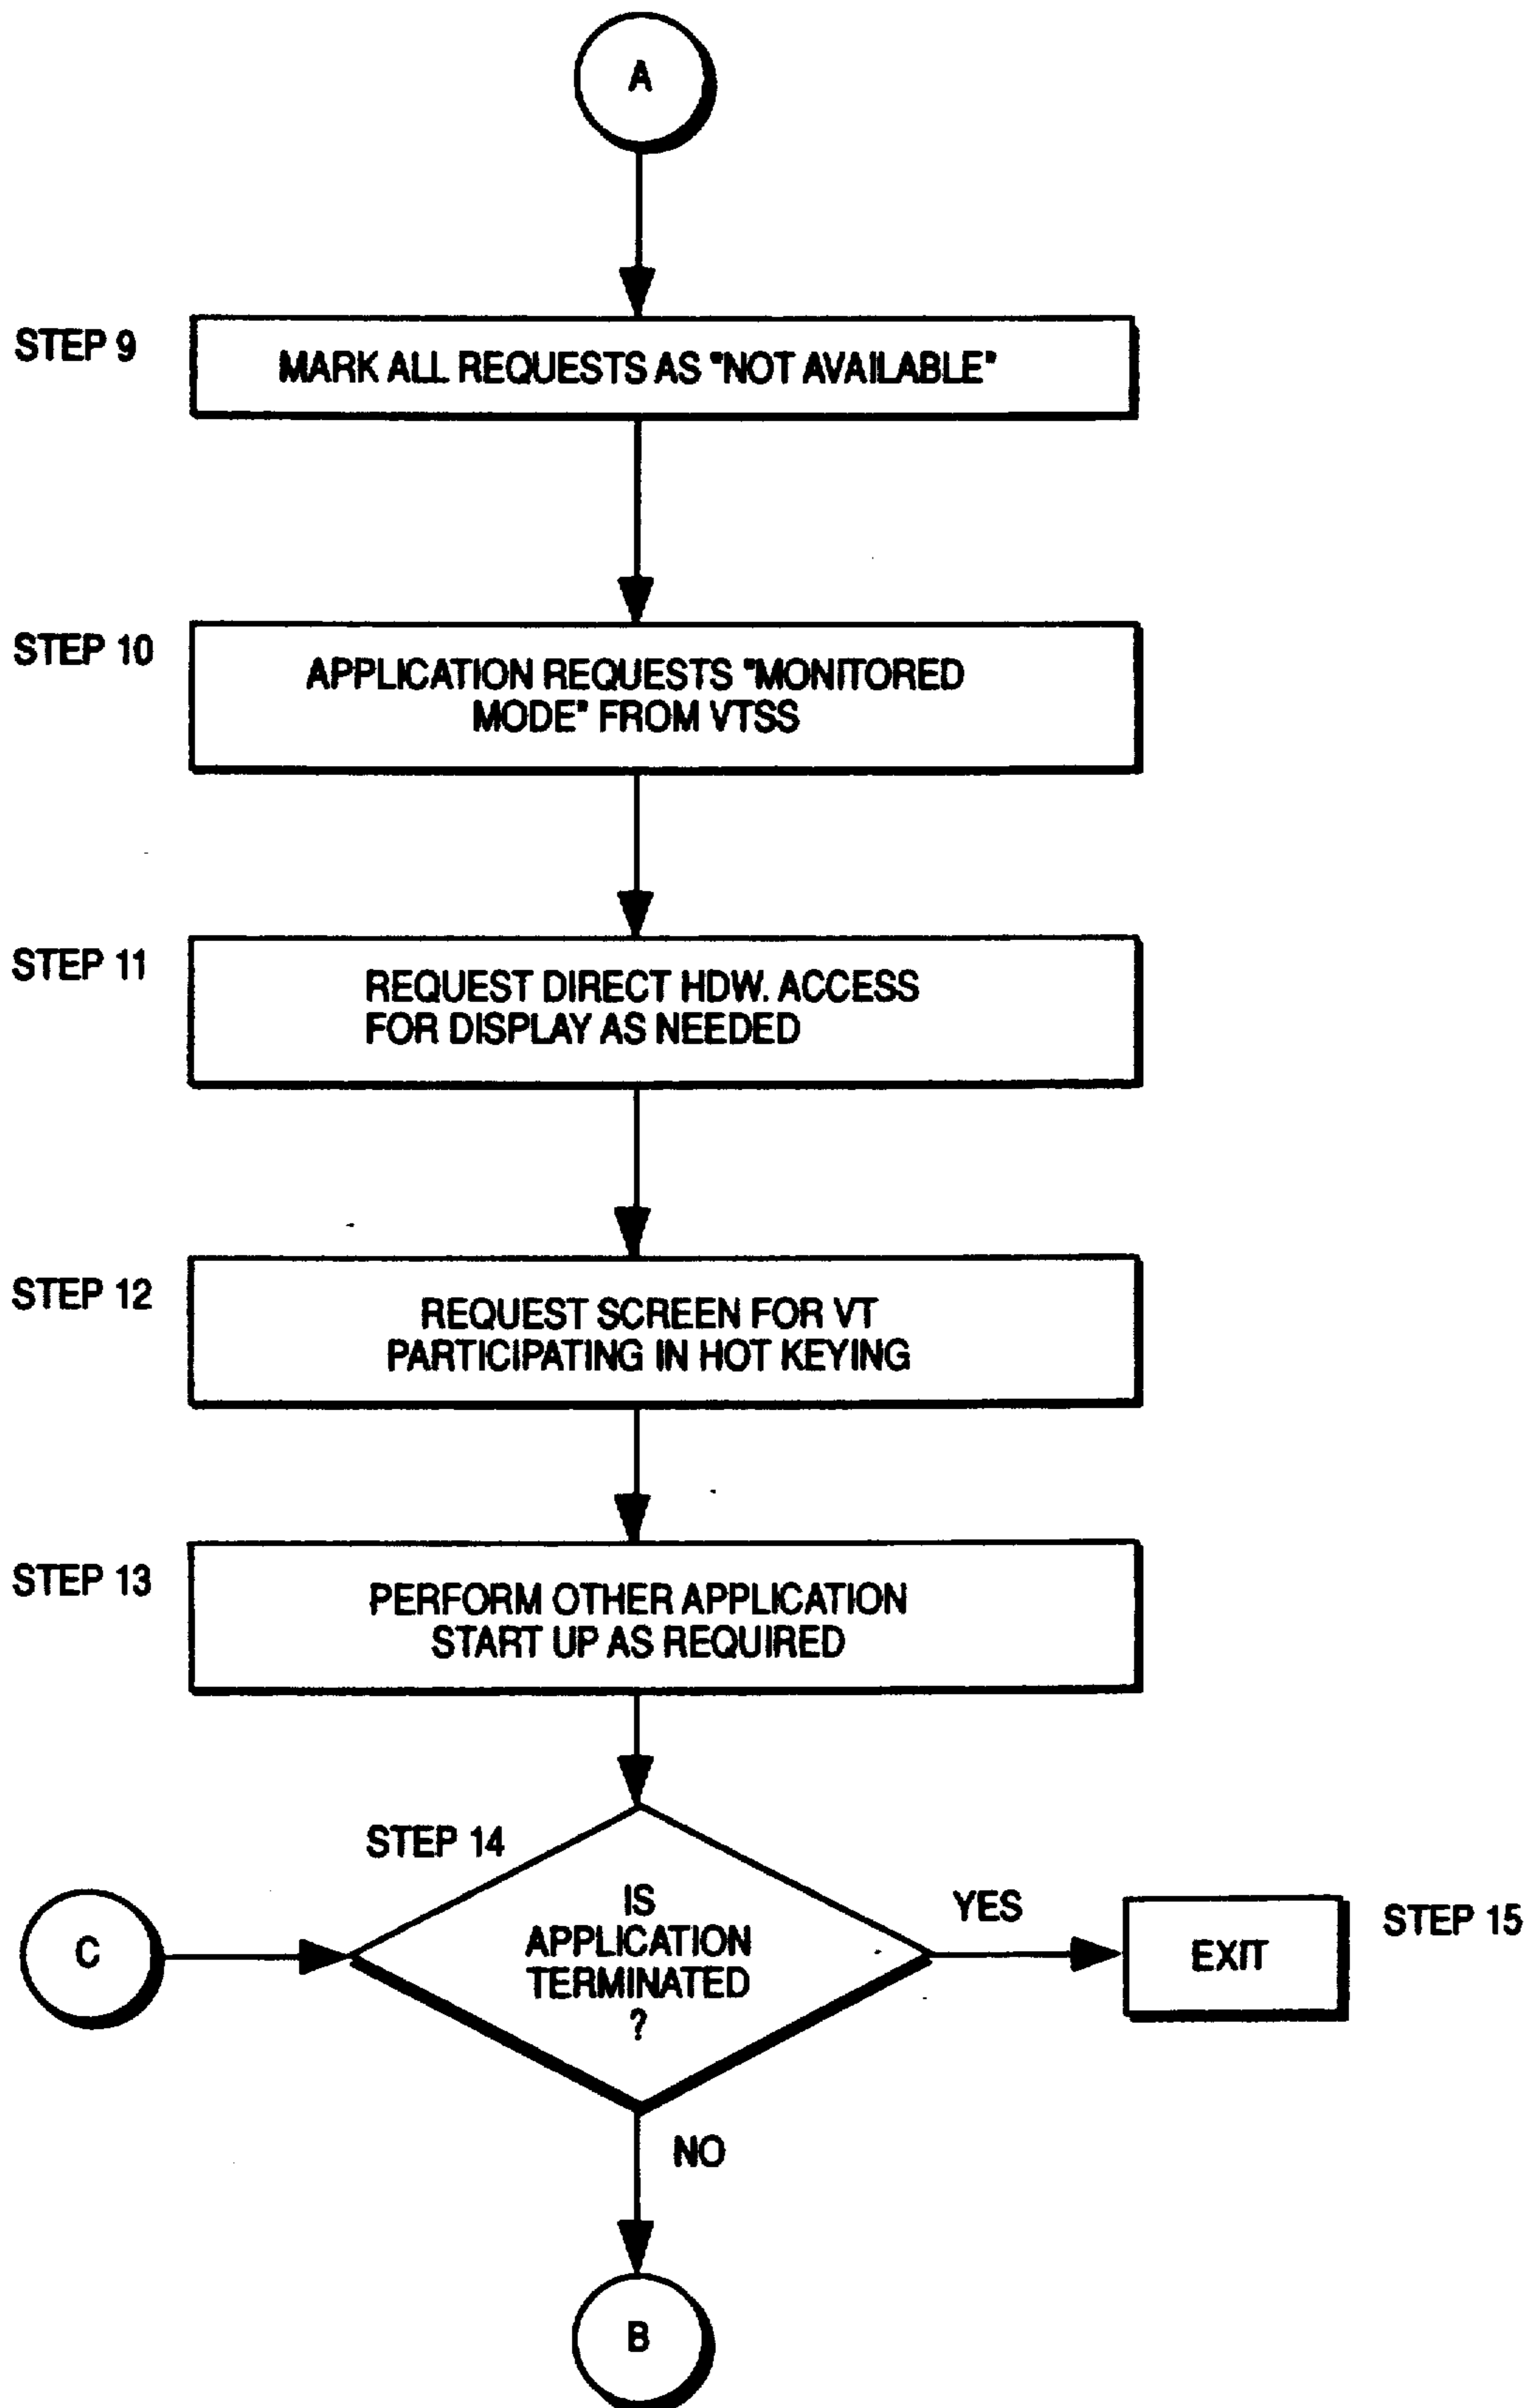 A
STEP 9
MARK ALL REQUESTS AS "NOT AVAILABLE"
STEP 10
APPLICATION REQUESTS "MONITORED
MODE" FROM VTSS
STEP 11
REQUEST DIRECT HDW. ACCESS
FOR DISPLAY AS NEEDED
STEP 12
REQUEST SCREEN FOR VT
PARTICIPATING IN HOT KEYING
STEP 13
PERFORM OTHER APPLICATION
START UP AS REQUIRED
STEP 14
C
IS
APPLICATION
TERMINATED
?
YES
EXIT
STEP 15
NO
B